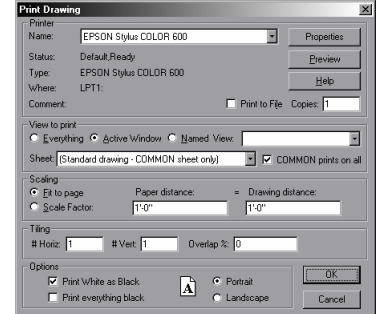 Print Drawing
Printer
Name: EPSON Stylus COLOR 600 Properties
Status: Default,Ready Preview
Type: EPSON Stylus COLOR 600
Where: LPT1: Help
Comment: Print to File Copies: 1
View to print
Everything Active Window Named View:
Sheet: (Standard drawing - COMMON sheet only) COMMON prints on all
Scaling
Fit to page Paper distance: = Drawing distance:
Scale Factor: 1'-0" 1'-0"
Tiling
# Horiz: 1 # Vert: 1 Overlap %: 0
Options
Print White as Black A Portrait OK
Print everything black Landscape Cancel